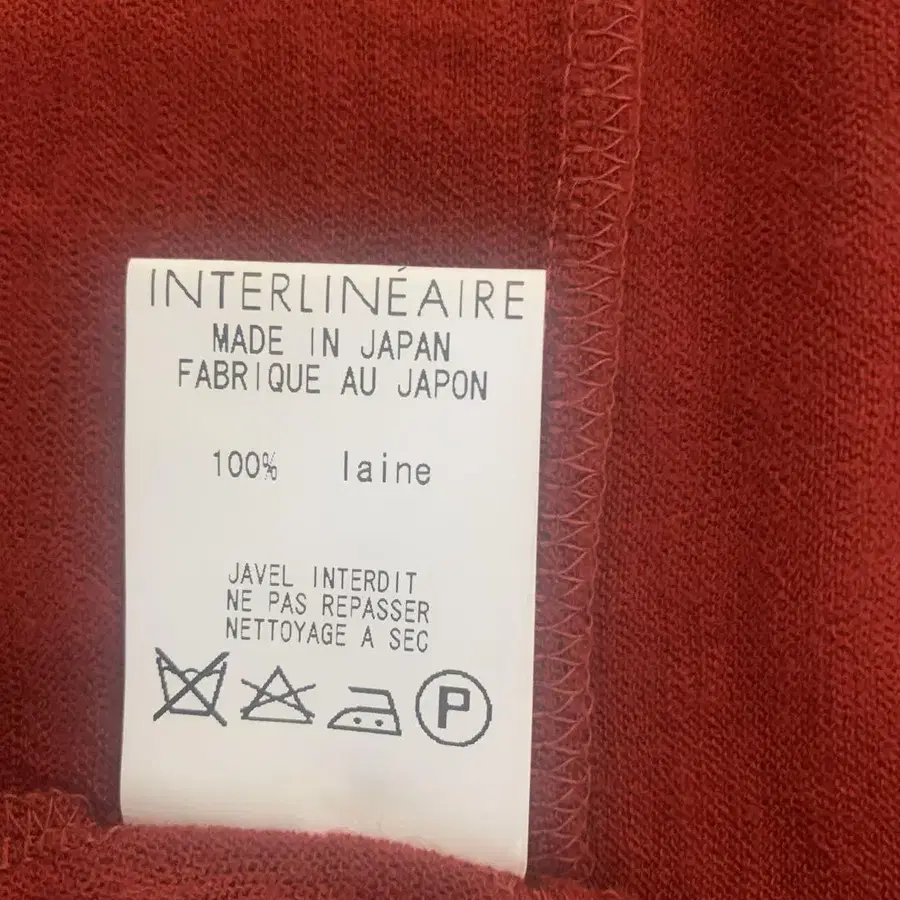 INTERLINÉAIRE
MADE IN JAPAN
FABRIQUE AU JAPON
100% laine
JAVEL INTERDIT
NE PAS REPASSER
NETTOYAGE A SEC
P